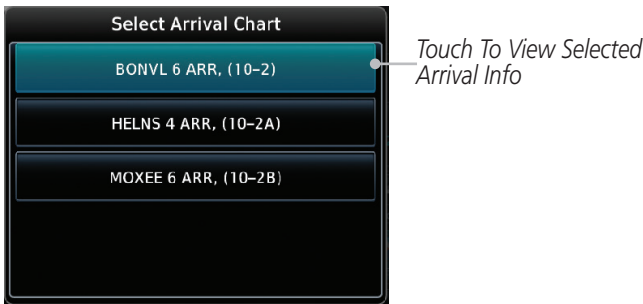 Select Arrival Chart
BONVL 6 ARR, (10–2)
Touch To View Selected
Arrival Info
HELNS 4 ARR, (10–2A)
MOXEE 6 ARR, (10–2B)